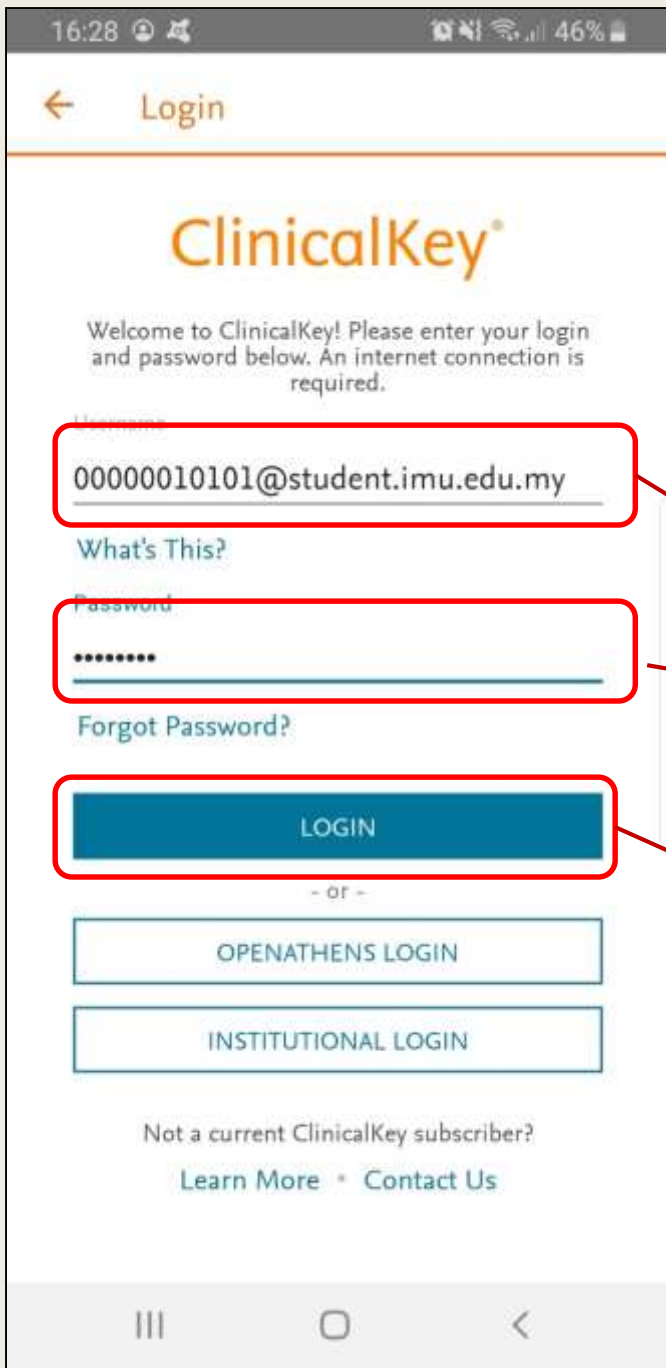 16:28
46%
Login
ClinicalKey®
Welcome to ClinicalKey! Please enter your login
and password below. An internet connection is
required.
Username
00000010101@student.imu.edu.my
What's This?
Password
••••••••
Forgot Password?
LOGIN
- or -
OPENATHENS LOGIN
INSTITUTIONAL LOGIN
Not a current ClinicalKey subscriber?
Learn More • Contact Us